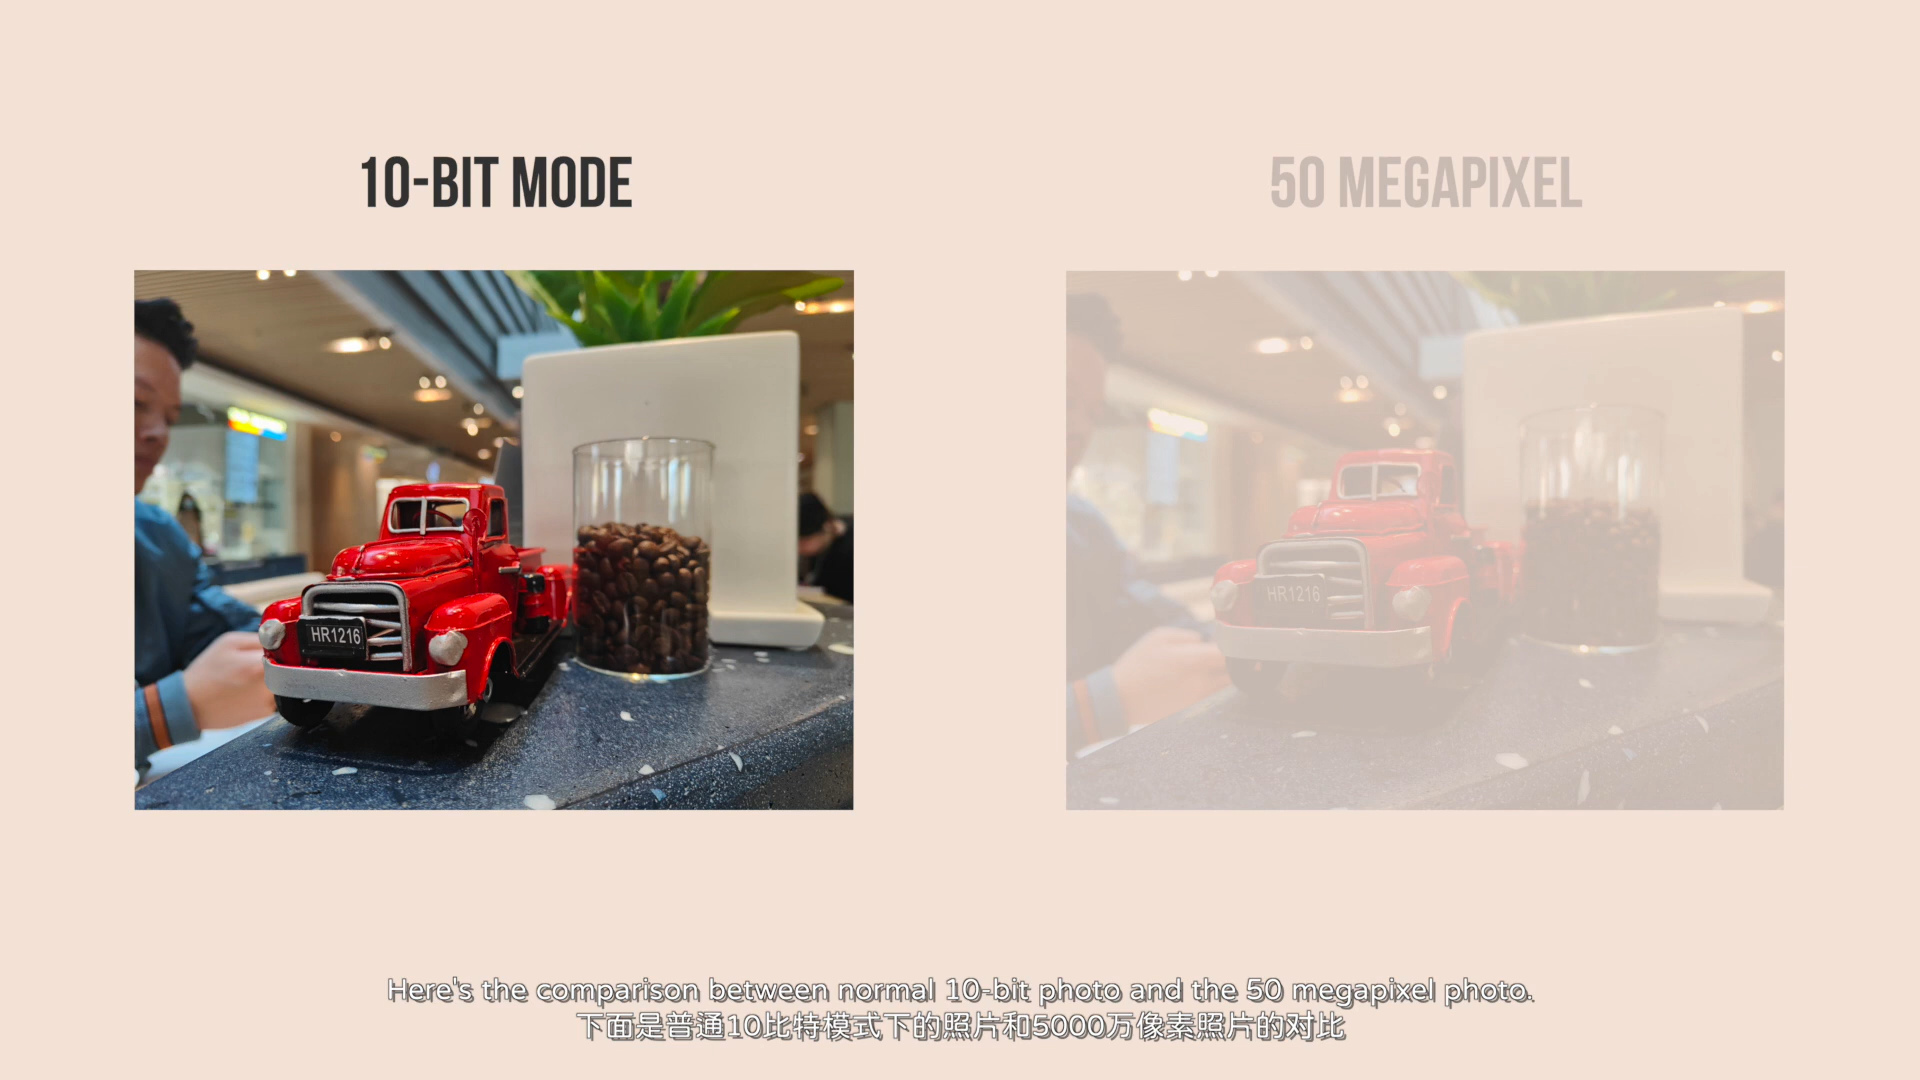 10-BIT MODE
50 MEGAPIXEL
HR1216
HR1216
Here's the comparison between normal 10-bit photo and the 50 megapixel photo.
下面是普通10比特模式下的照片和5000万像素照片的对比